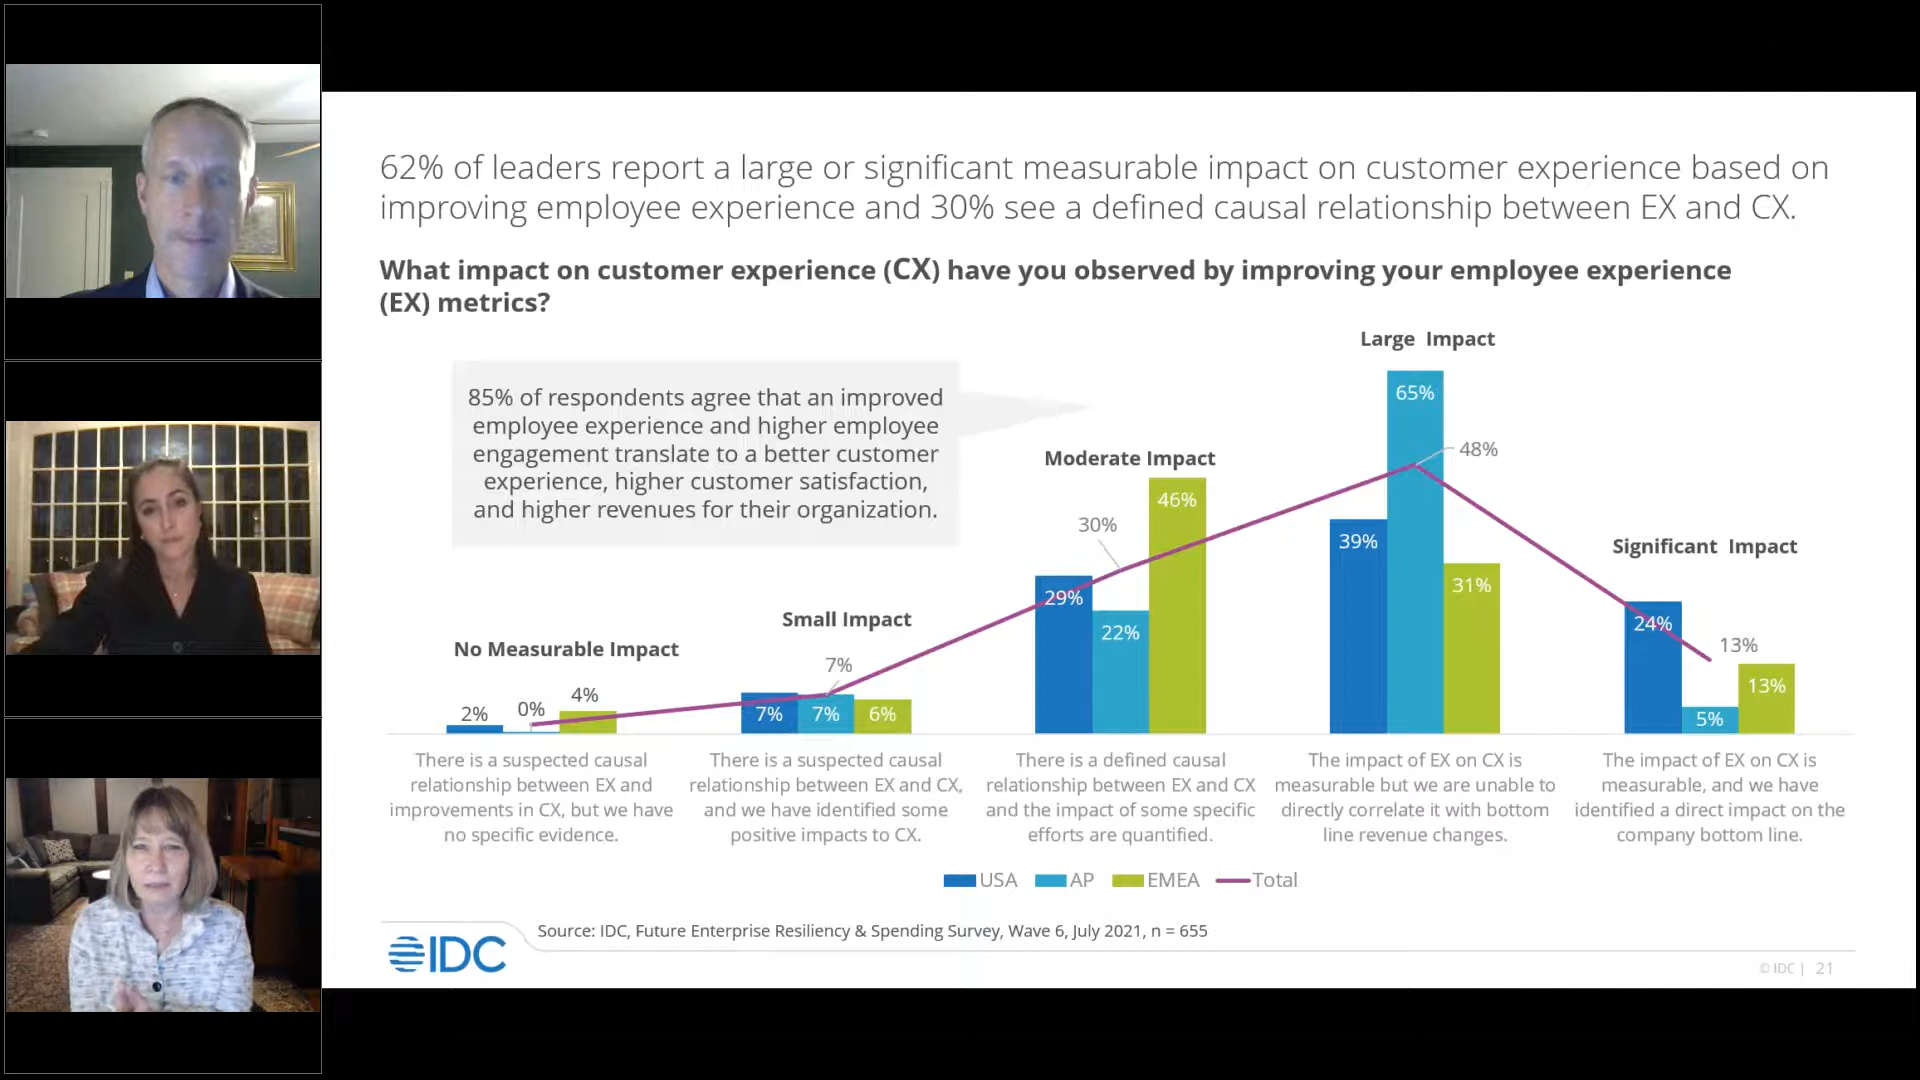 62% of leaders report a large or significant measurable impact on customer experience based on
improving employee experience and 30% see a defined causal relationship between EX and CX.
What impact on customer experience (CX) have you observed by improving your employee experience
(EX) metrics?
85% of respondents agree that an improved
employee experience and higher employee
engagement translate to a better customer
experience, higher customer satisfaction,
and higher revenues for their organization.
No Measurable Impact
2%
0%
4%
Small Impact
7%
7%
7%
6%
Moderate Impact
30%
29%
22%
46%
Large Impact
65%
48%
39%
31%
Significant Impact
24%
13%
5%
13%
There is a suspected causal
relationship between EX and
improvements in CX, but we have
no specific evidence.
There is a suspected causal
relationship between EX and CX,
and we have identified some
positive impacts to CX.
There is a defined causal
relationship between EX and CX
and the impact of some specific
efforts are quantified.
The impact of EX on CX is
measurable but we are unable to
directly correlate it with bottom
line revenue changes.
The impact of EX on CX is
measurable, and we have
identified a direct impact on the
company bottom line.
USA AP EMEA Total
IDC
Source: IDC, Future Enterprise Resiliency & Spending Survey, Wave 6, July 2021, n = 655
© IDC | 21